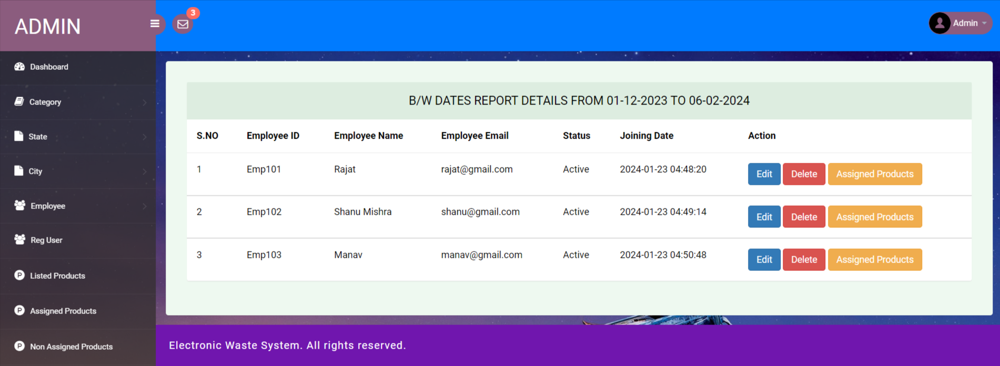 ADMIN
3
Admin
Dashboard
Category
State
City
Employee
Reg User
Listed Products
Assigned Products
Non Assigned Products
B/W DATES REPORT DETAILS FROM 01-12-2023 TO 06-02-2024
S.NO Employee ID Employee Name Employee Email Status Joining Date Action
1 Emp101 Rajat rajat@gmail.com Active 2024-01-23 04:48:20 Edit Delete Assigned Products
2 Emp102 Shanu Mishra shanu@gmail.com Active 2024-01-23 04:49:14 Edit Delete Assigned Products
3 Emp103 Manav manav@gmail.com Active 2024-01-23 04:50:48 Edit Delete Assigned Products
Electronic Waste System. All rights reserved.